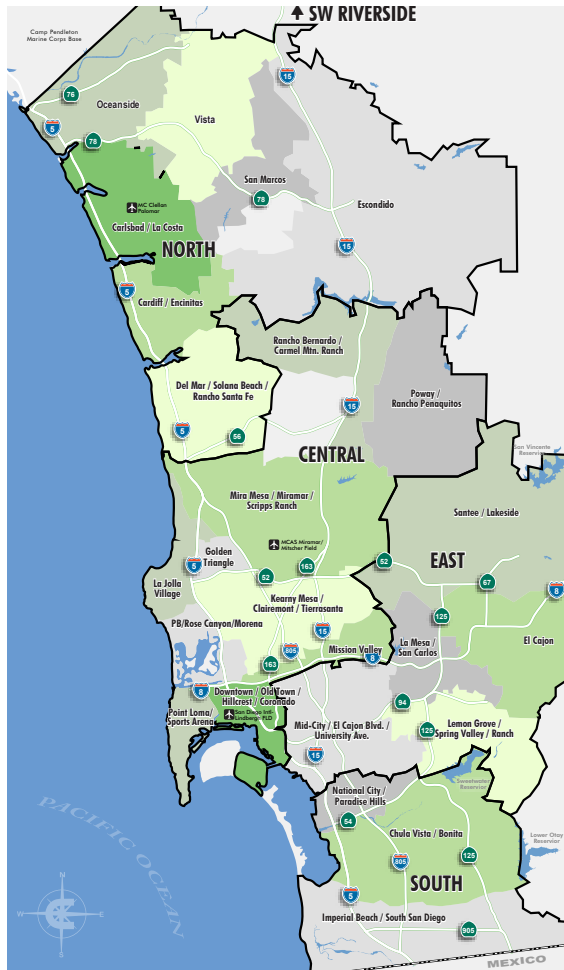 SW RIVERSIDE
Camp Pendleton
Marine Corps Base
15
76
Oceanside
5
Vista
78
San Marcos
78
MC Clellan
Palomar
Escondido
Carlsbad / La Costa
NORTH
15
5
Cardiff / Encinitas
Rancho Bernardo /
Carmel Mtn. Ranch
Del Mar / Solana Beach /
Rancho Santa Fe
Poway /
Rancho Penaquitos
15
5
56
CENTRAL
San Vincente
Reservior
Mira Mesa / Miramar /
Scripps Ranch
Santee / Lakeside
MCAS Miramar/
Mitscher Field
Golden
Triangle
EAST
52
5
163
52
67
8
La Jolla
Village
Kearny Mesa /
Clairemont / Tierrasanta
125
PB/Rose Canyon/Morena
15
El Cajon
La Mesa /
San Carlos
805
Mission Valley
8
163
8
Downtown / Old Town /
Hillcrest / Coronado
94
Point Loma/
Sports Arena
San Diego Intl-
Lindbergh FLD
Mid-City / El Cajon Blvd. /
University Ave.
Lemon Grove /
Spring Valley / Ranch
125
15
Sweetwater
Reservior
National City /
Paradise Hills
54
Chula Vista / Bonita
Lower Otay
Reservior
PACIFIC OCEAN
805
125
SOUTH
5
N
W
E
S
Imperial Beach / South San Diego
905
MEXICO